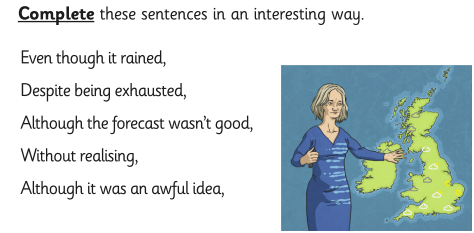 Complete these sentences in an interesting way.
Even though it rained,
Despite being exhausted,
Although the forecast wasn't good,
Without realising,
Although it was an awful idea,